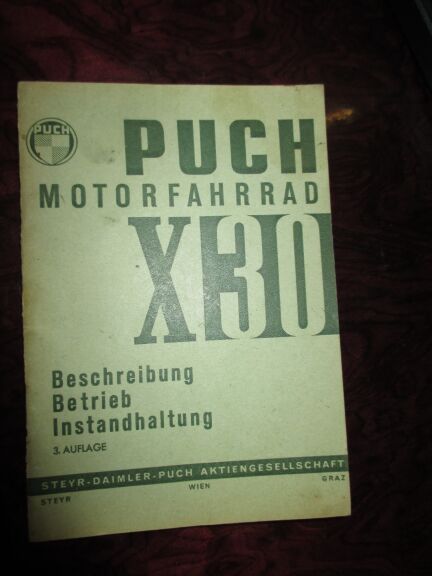 PUCH
PUCH
MOTORFAHRRAD
X30
Beschreibung
Betrieb
Instandhaltung
3. AUFLAGE
STEYR-DAIMLER-PUCH AKTIENGESELLSCHAFT
STEYR WIEN GRAZ